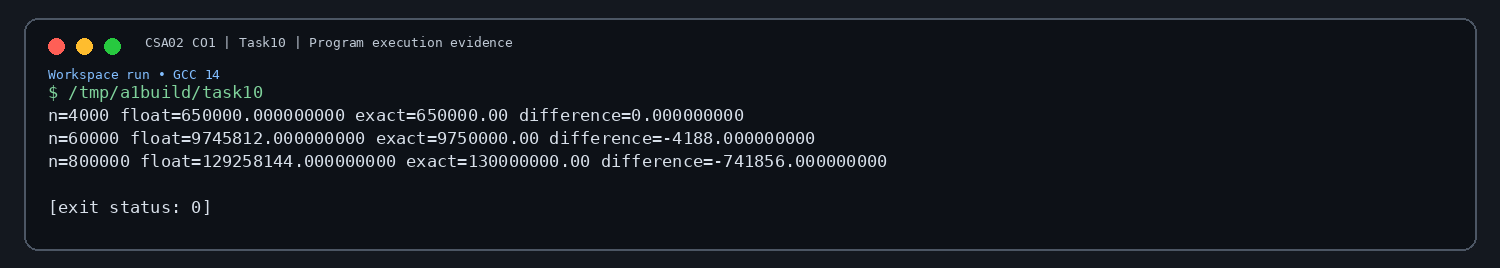 CSA02 CO1 | Task10 | Program execution evidence
Workspace run • GCC 14
$ /tmp/a1build/task10
n=4000 float=650000.000000000 exact=650000.00 difference=0.000000000
n=60000 float=9745812.000000000 exact=9750000.00 difference=-4188.000000000
n=800000 float=129258144.000000000 exact=130000000.00 difference=-741856.000000000
[exit status: 0]